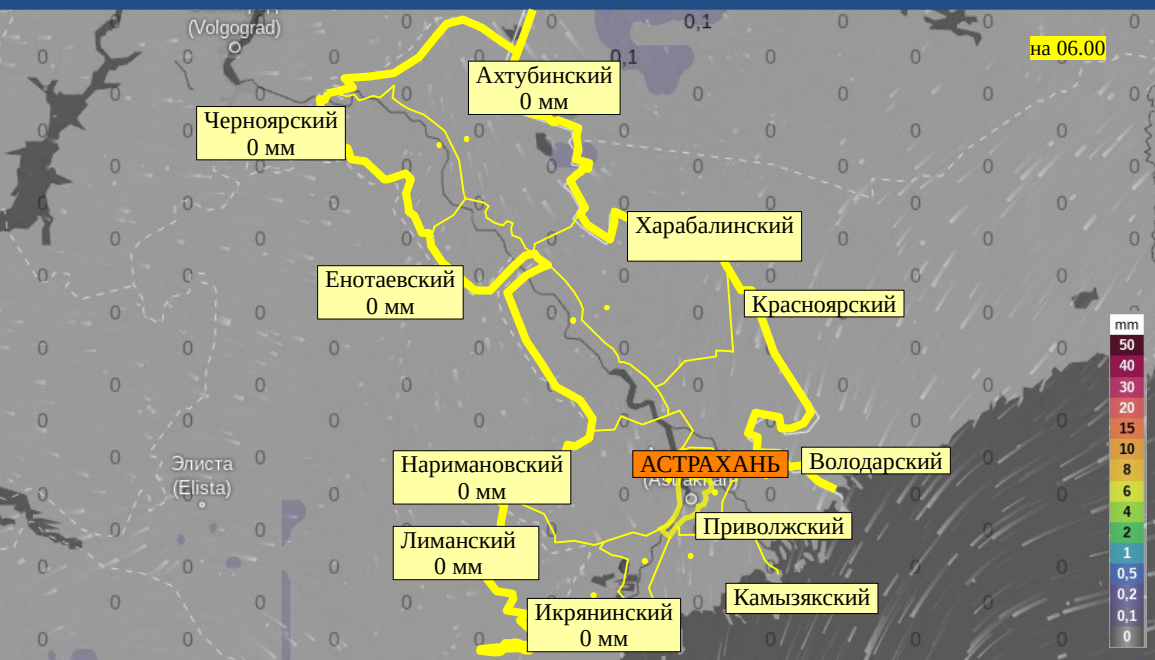 (Volgograd)
0,1
на 06.00
0,1
Ахтубинский
0 мм
Черноярский
0 мм
Харабалинский
Енотаевский
0 мм
Красноярский
mm
50
40
30
20
15
10
8
6
4
2
1
0,5
0,2
0,1
0
Элиста
(Elista)
Наримановский
0 мм
АСТРАХАНЬ
(Astrakhan)
Володарский
Приволжский
Лиманский
0 мм
Камызякский
Икрянинский
0 мм